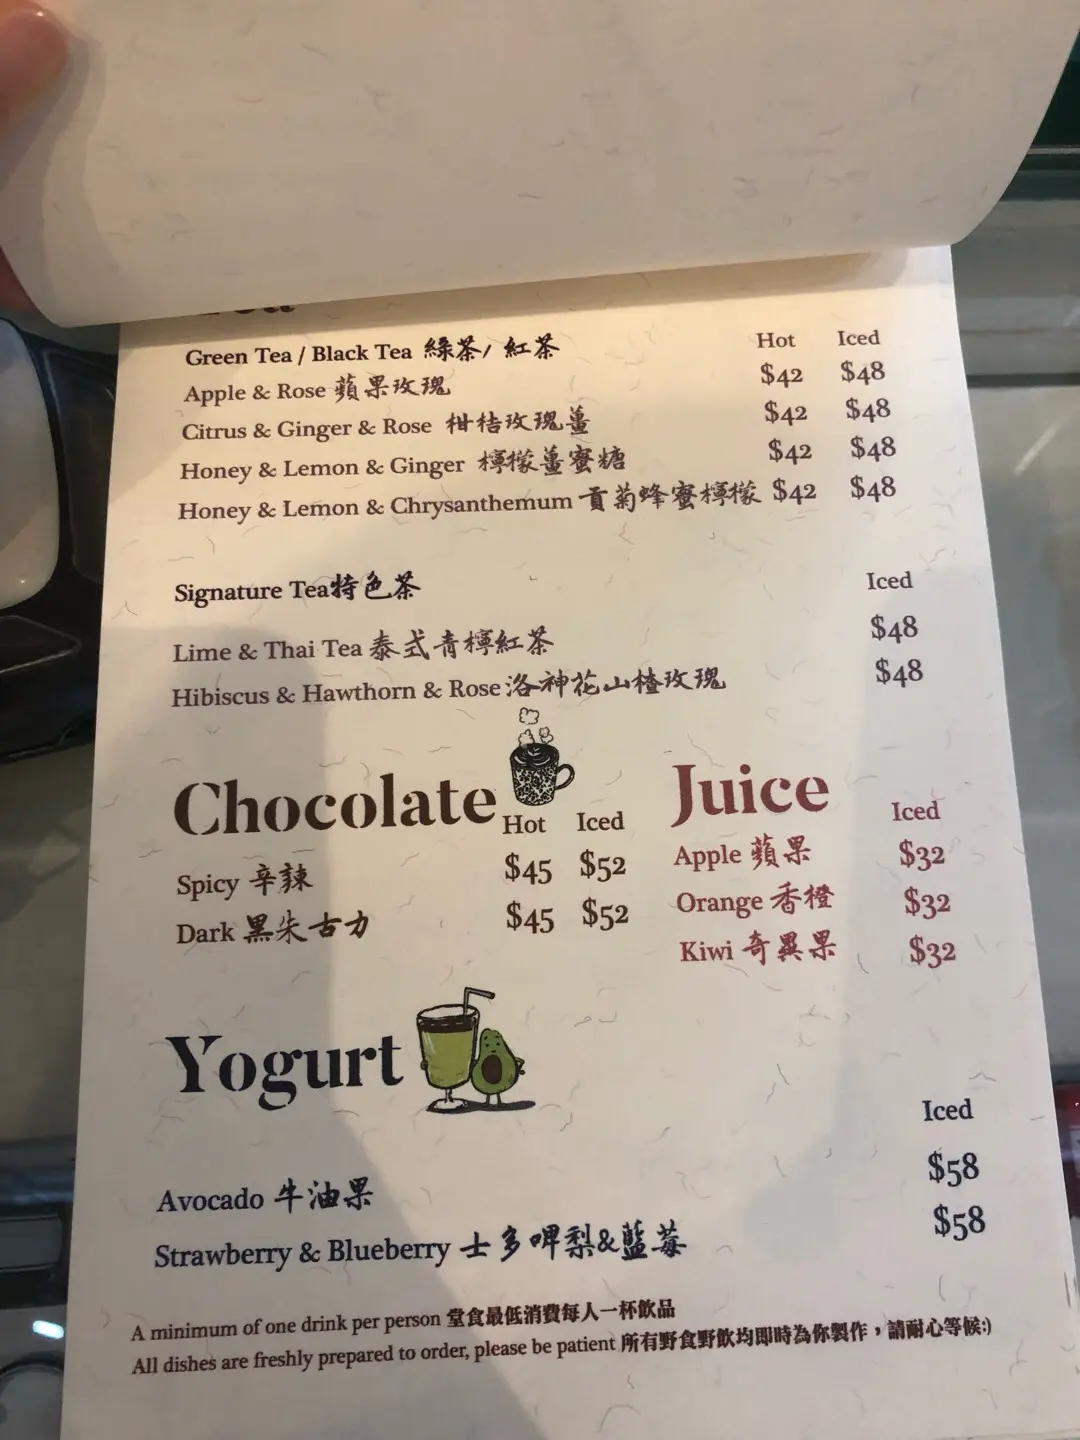 Green Tea / Black Tea 綠茶/ 紅茶 Hot Iced
Apple & Rose 蘋果玫瑰 $42 $48
Citrus & Ginger & Rose 柑桔玫瑰薑 $42 $48
Honey & Lemon & Ginger 檸檬薑蜜糖 $42 $48
Honey & Lemon & Chrysanthemum 貢菊蜂蜜檸檬 $42 $48
Signature Tea特色茶 Iced
Lime & Thai Tea 泰式青檸紅茶 $48
Hibiscus & Hawthorn & Rose 洛神花山楂玫瑰 $48
Chocolate Hot Iced
Spicy 辛辣 $45 $52
Dark 黑朱古力 $45 $52
Juice Iced
Apple 蘋果 $32
Orange 香橙 $32
Kiwi 奇異果 $32
Yogurt
Iced
Avocado 牛油果 $58
Strawberry & Blueberry 士多啤梨&藍莓 $58
A minimum of one drink per person 堂食最低消費每人一杯飲品
All dishes are freshly prepared to order, please be patient 所有野食野飲均即時為你製作，請耐心等候:)